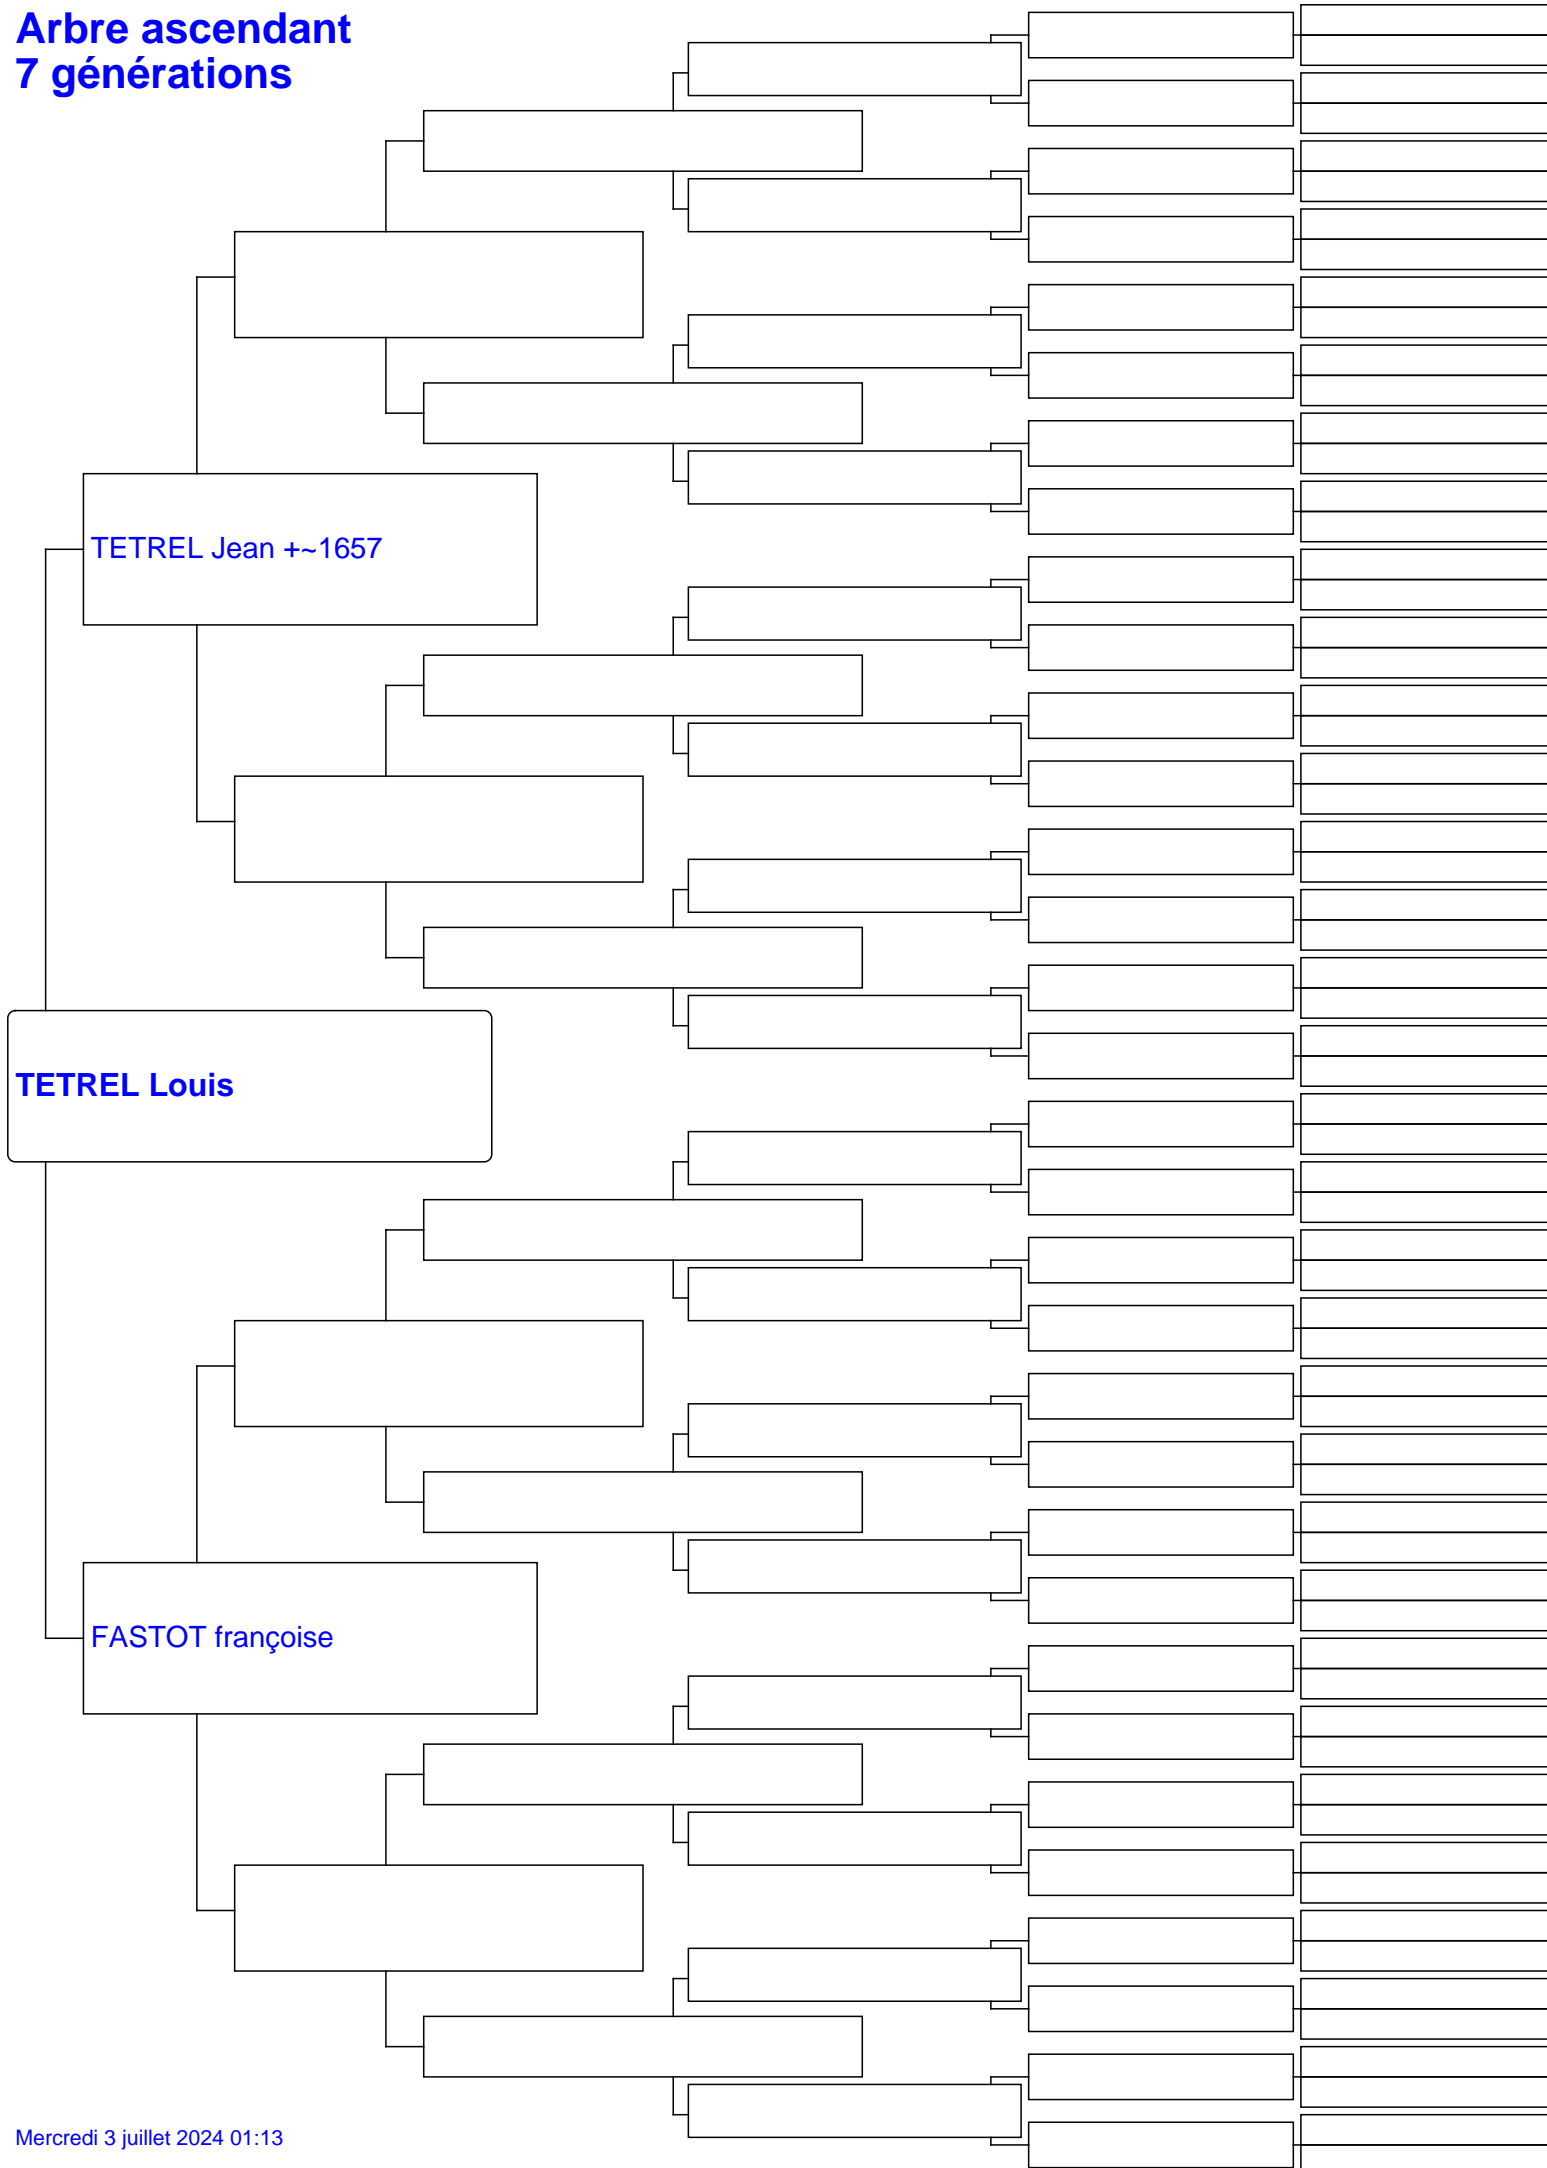 Arbre ascendant
7 générations
TETREL Jean +~1657
TETREL Louis
FASTOT françoise
Mercredi 3 juillet 2024 01:13